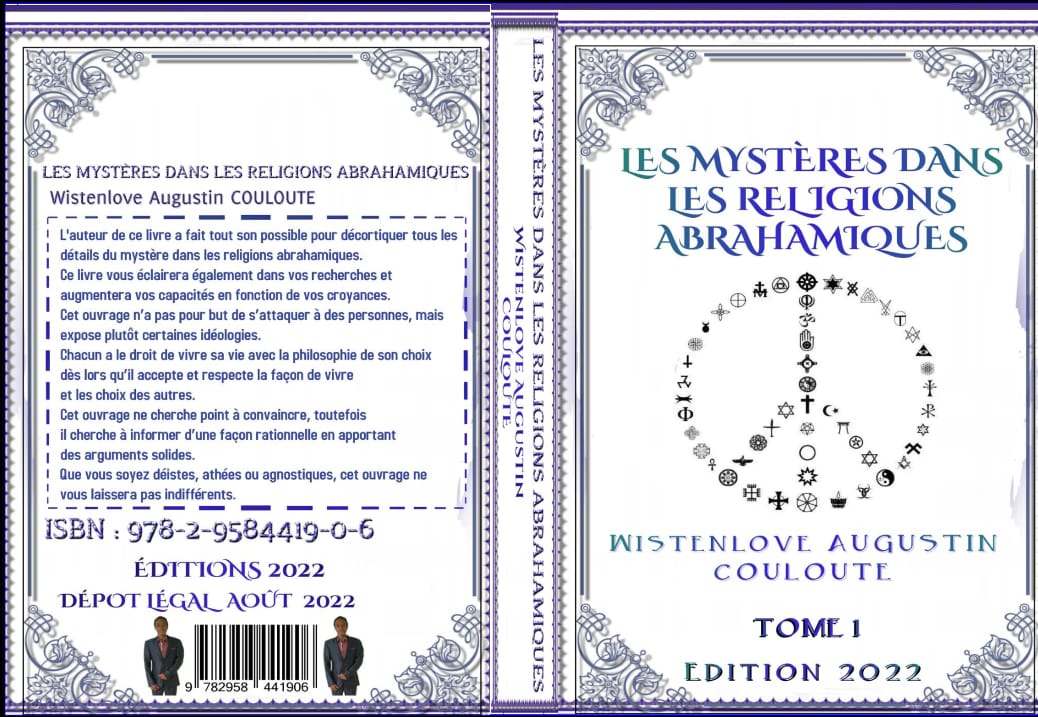 LES MYSTÈRES DANS LES RELIGIONS ABRAHAMIQUES
Wistenlove Augustin COULOUTE
L'auteur de ce livre a fait tout son possible pour décortiquer tous les
détails du mystère dans les religions abrahamiques.
Ce livre vous éclairera également dans vos recherches et
augmentera vos capacités en fonction de vos croyances.
Cet ouvrage n'a pas pour but de s'attaquer à des personnes, mais
expose plutôt certaines idéologies.
Chacun a le droit de vivre sa vie avec la philosophie de son choix
dès lors qu'il accepte et respecte la façon de vivre
et les choix des autres.
Cet ouvrage ne cherche point à convaincre, toutefois
il cherche à informer d'une façon rationnelle en apportant
des arguments solides.
Que vous soyez déistes, athées ou agnostiques, cet ouvrage ne
vous laissera pas indifférents.
ISBN : 978-2-9584419-0-6
ÉDITIONS 2022
DÉPOT LÉGAL AOÛT 2022
9 782958 441906
LES MYSTÈRES DANS LES RELIGIONS ABRAHAMIQUES
WISTENLOVE AUGUSTIN
COULOUTE
LES MYSTÈRES DANS
LES RELIGIONS
ABRAHAMIQUES
WISTENLOVE AUGUSTIN
COULOUTE
TOME 1
EDITION 2022